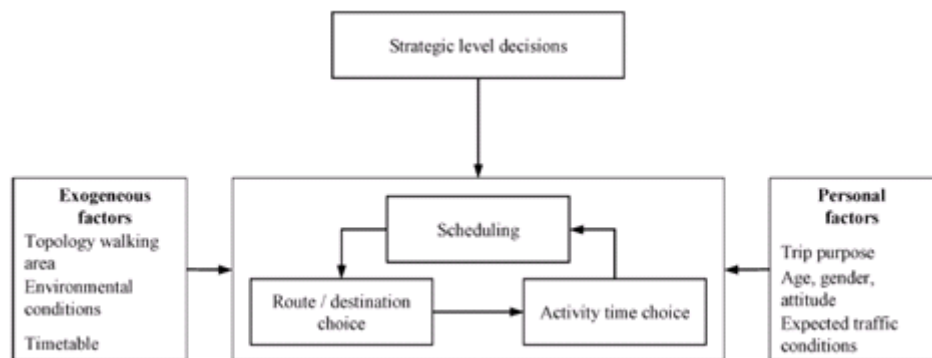 Strategic level decisions
Exogeneous
factors
Topology walking
area
Environmental
conditions
Timetable
Scheduling
Route / destination
choice
Activity time choice
Personal
factors
Trip purpose
Age, gender,
attitude
Expected traffic
conditions